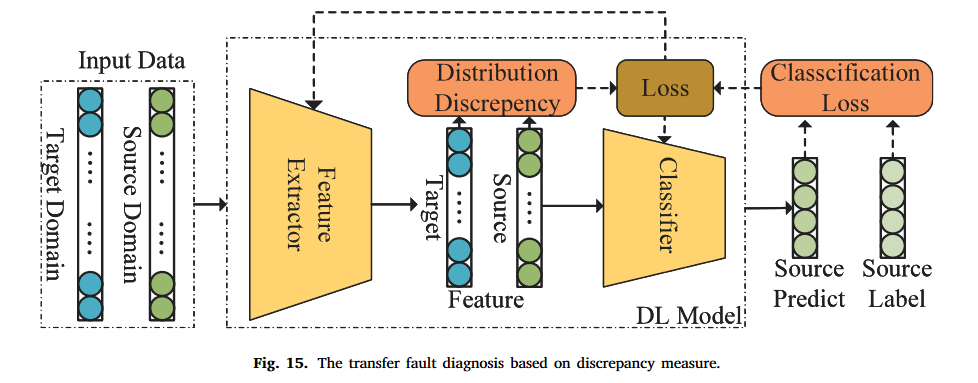 Input Data
Target Domain
Source Domain
Feature
Extractor
Distribution
Discrepency
Target
Source
Feature
Loss
Classifier
DL Model
Classcification
Loss
Source
Predict
Source
Label
Fig. 15. The transfer fault diagnosis based on discrepancy measure.